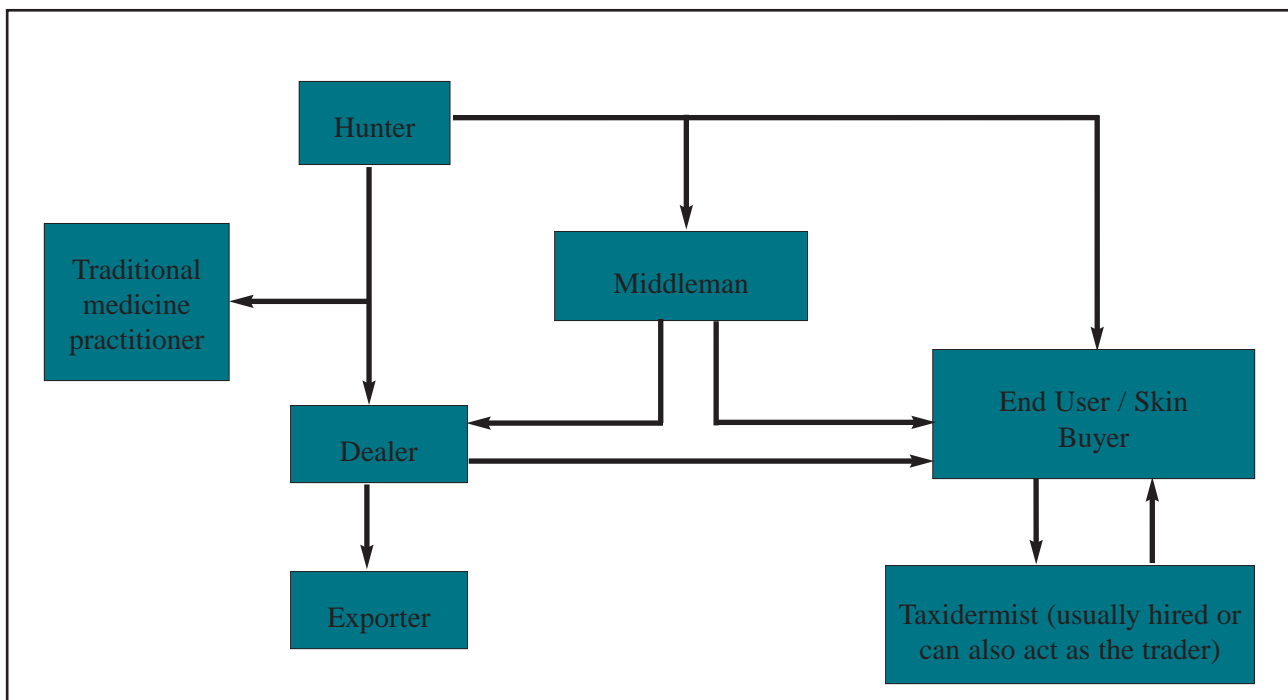 Hunter
Traditional
medicine
practitioner
Middleman
End User / Skin
Buyer
Dealer
Exporter
Taxidermist (usually hired or
can also act as the trader)